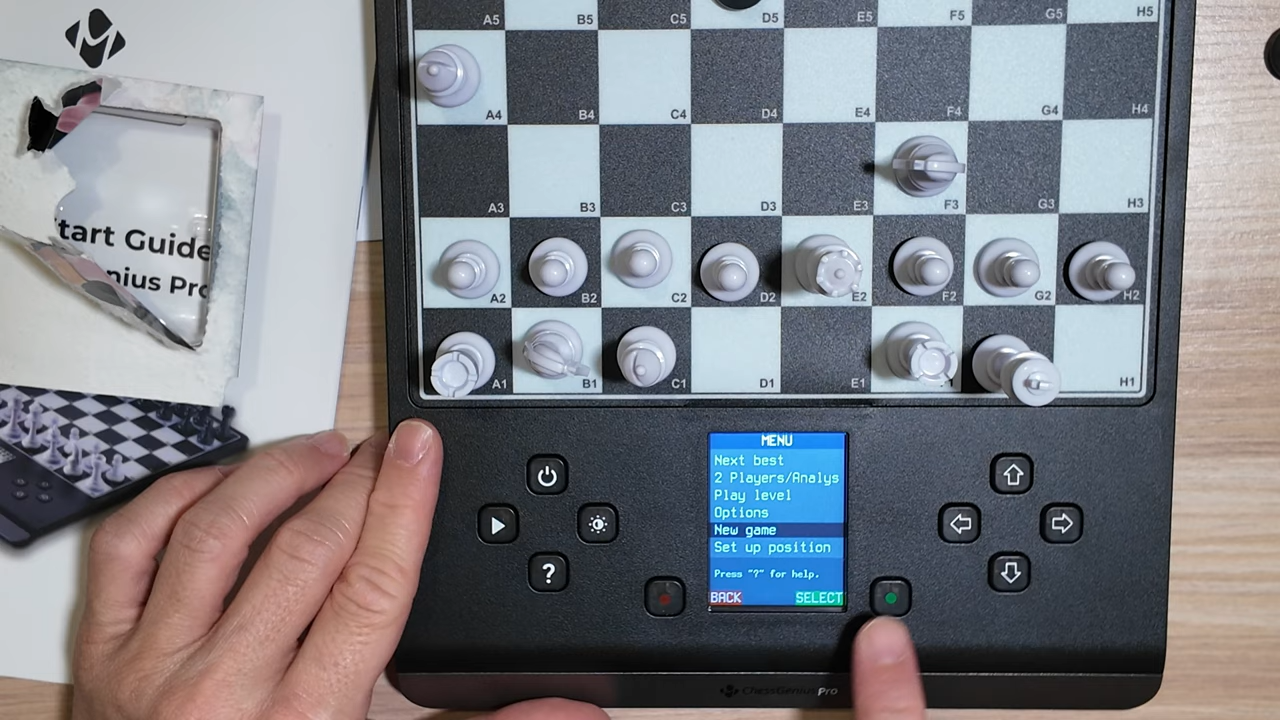 A5 B5 C5 D5 E5 F5 G5 H5
A4 B4 C4 D4 E4 F4 G4 H4
A3 B3 C3 D3 E3 F3 G3 H3
A2 B2 C2 D2 E2 F2 G2 H2
A1 B1 C1 D1 E1 H1
tart Guide
nius Pro
MENU
Next best
2 Players/Analys
Play level
Options
New game
Set up position
Press "?" for help.
BACK SELECT
?
ChessGenius Pro